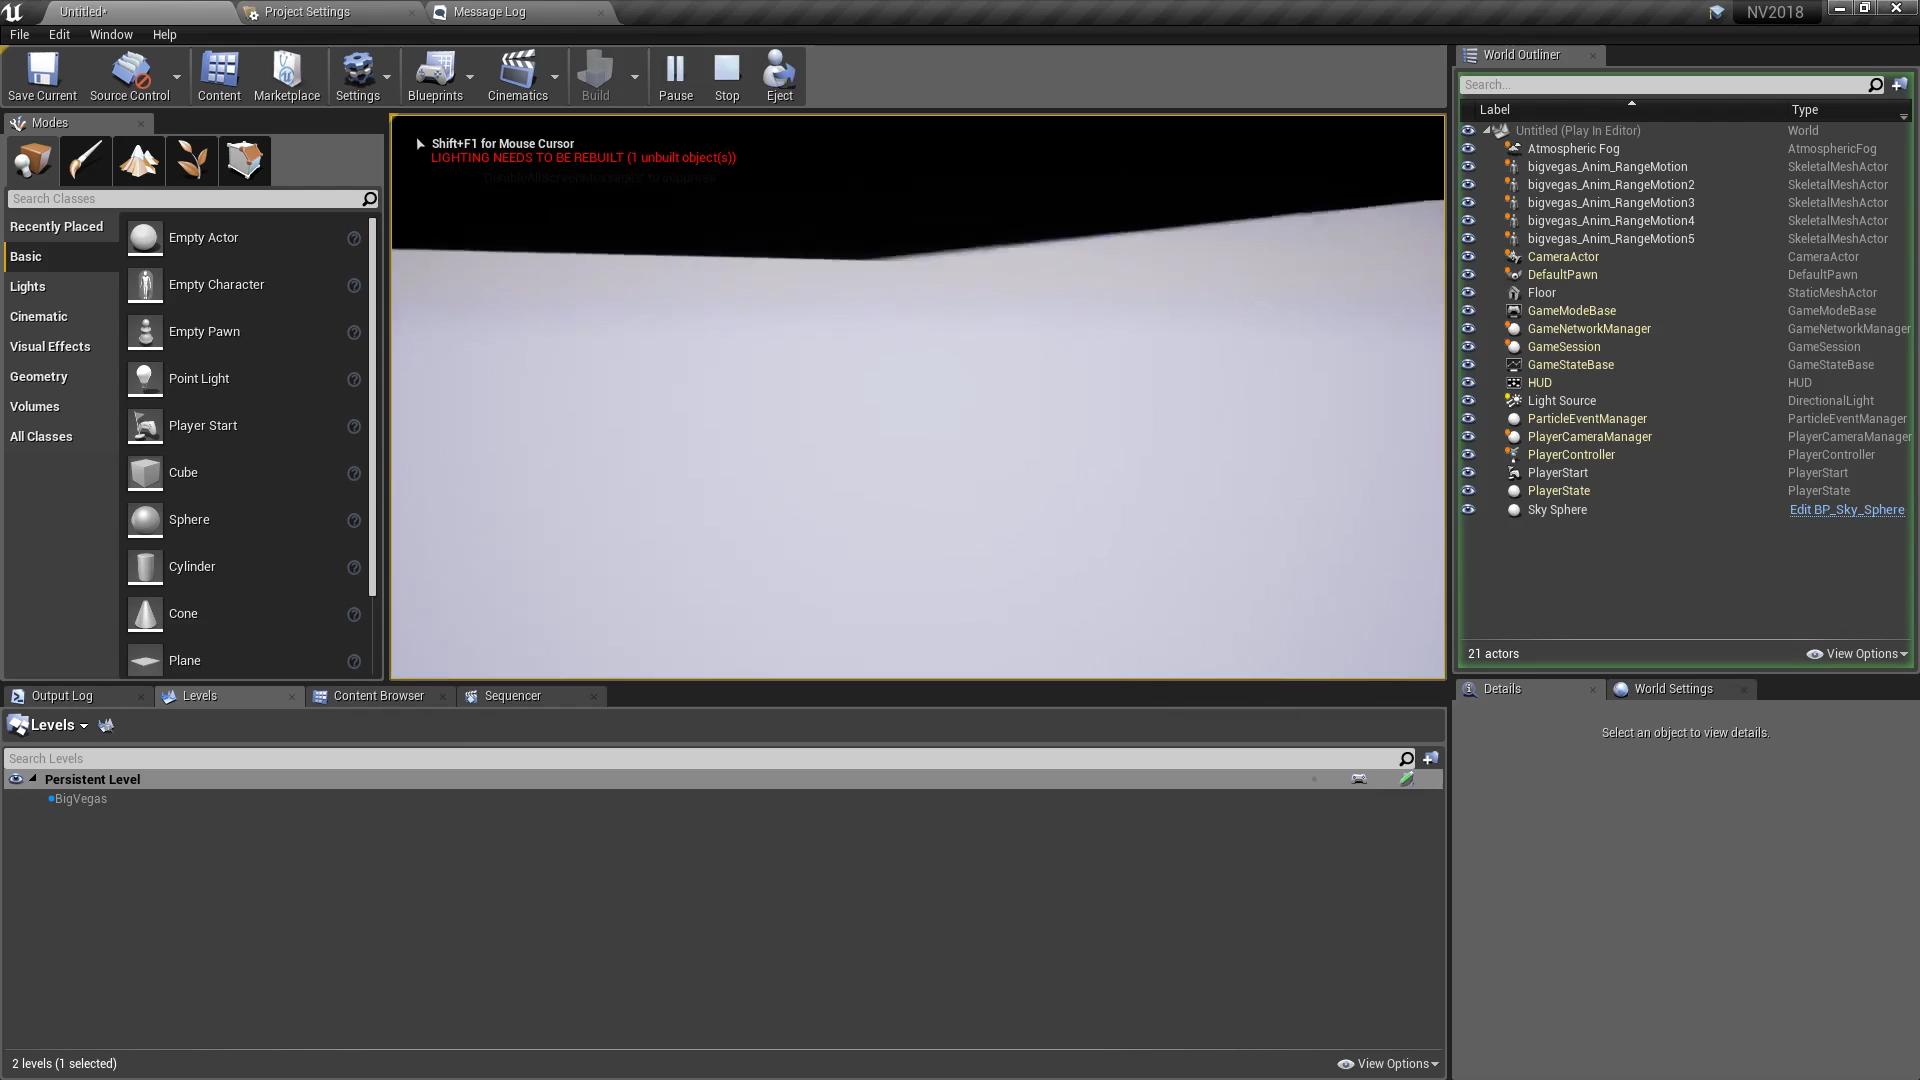 Untitled*
Project Settings
Message Log
NV2018
File Edit Window Help
Save Current
Source Control
Content
Marketplace
Settings
Blueprints
Cinematics
Build
Pause
Stop
Eject
Modes
Search Classes
Recently Placed
Basic
Lights
Cinematic
Visual Effects
Geometry
Volumes
All Classes
Empty Actor
Empty Character
Empty Pawn
Point Light
Player Start
Cube
Sphere
Cylinder
Cone
Plane
Shift+F1 for Mouse Cursor
LIGHTING NEEDS TO BE REBUILT (1 unbuilt object(s))
'DisableAllScreenMessages' to suppress
World Outliner
Search...
Label Type
Untitled (Play In Editor) World
Atmospheric Fog AtmosphericFog
bigvegas_Anim_RangeMotion SkeletalMeshActor
bigvegas_Anim_RangeMotion2 SkeletalMeshActor
bigvegas_Anim_RangeMotion3 SkeletalMeshActor
bigvegas_Anim_RangeMotion4 SkeletalMeshActor
bigvegas_Anim_RangeMotion5 SkeletalMeshActor
CameraActor CameraActor
DefaultPawn DefaultPawn
Floor StaticMeshActor
GameModeBase GameModeBase
GameNetworkManager GameNetworkManager
GameSession GameSession
GameStateBase GameStateBase
HUD HUD
Light Source DirectionalLight
ParticleEventManager ParticleEventManager
PlayerCameraManager PlayerCameraManager
PlayerController PlayerController
PlayerStart PlayerStart
PlayerState PlayerState
Sky Sphere Edit BP_Sky_Sphere
21 actors
View Options
Output Log
Levels
Content Browser
Sequencer
Levels
Search Levels
Persistent Level
BigVegas
2 levels (1 selected)
View Options
Details
World Settings
Select an object to view details.